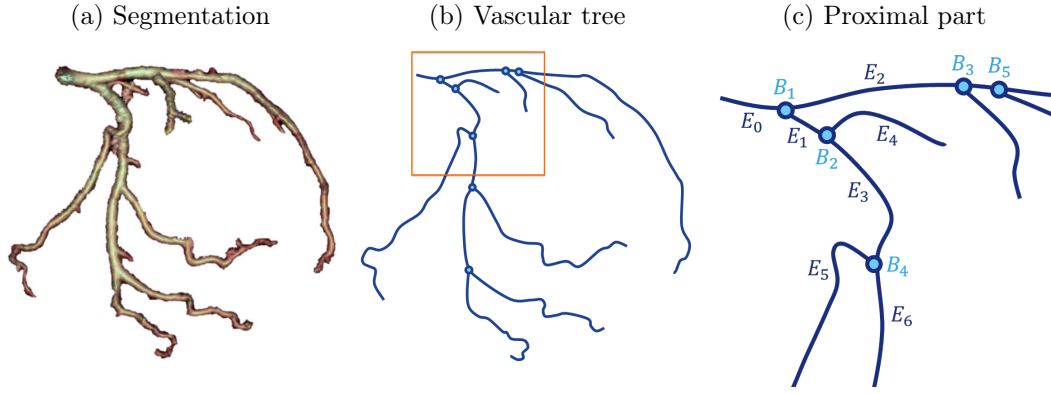 (a) Segmentation
(b) Vascular tree
(c) Proximal part
B₁
E₂
B₃
B₅
E₀
E₁
B₂
E₄
E₃
E₅
B₄
E₆